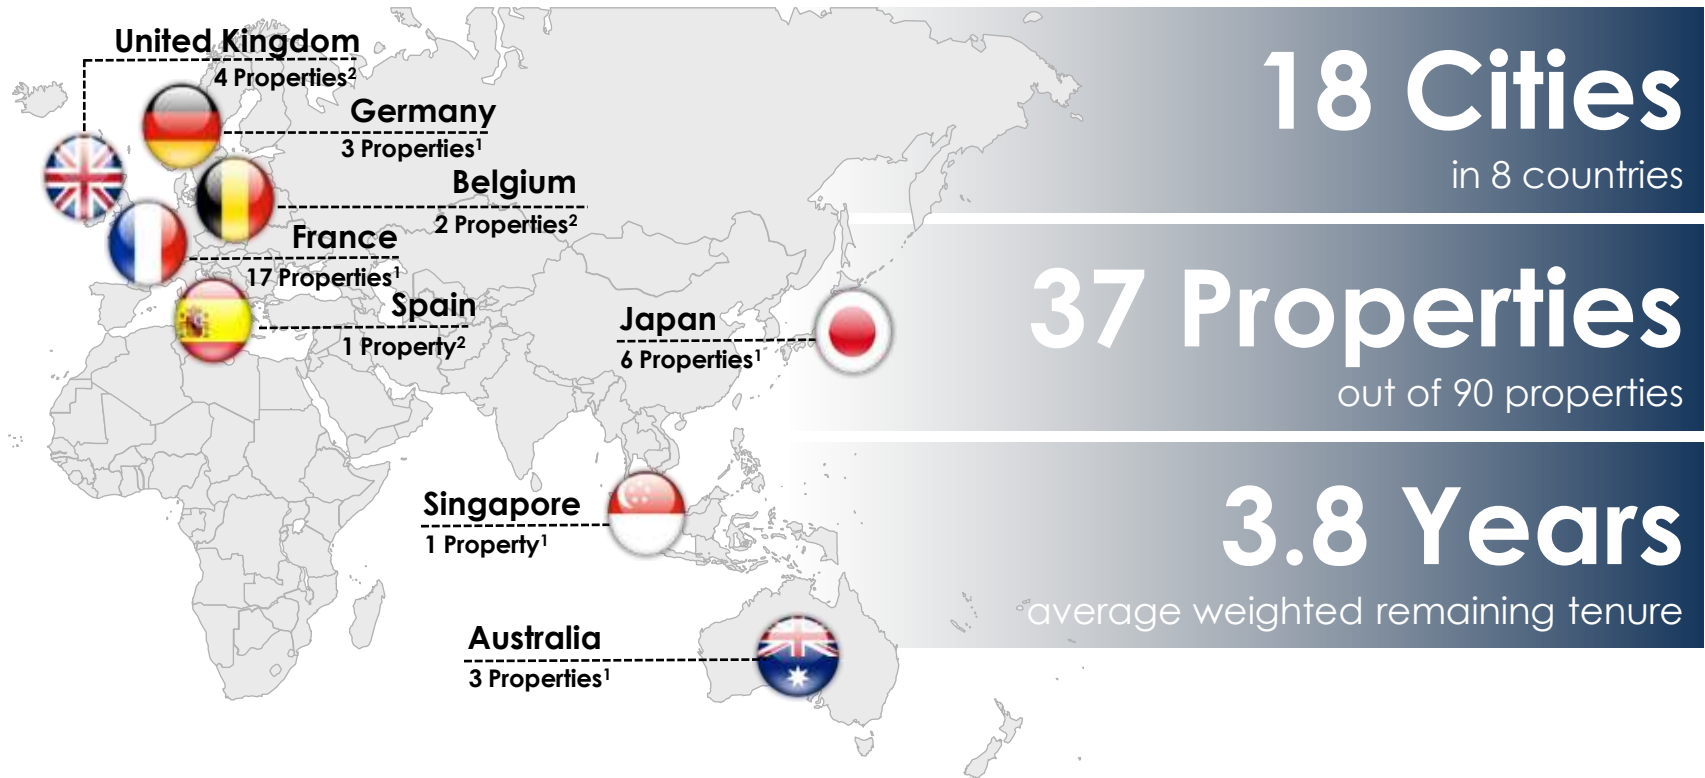 United Kingdom
4 Properties²
Germany
3 Properties¹
Belgium
2 Properties²
France
17 Properties¹
Spain
1 Property²
Japan
6 Properties¹
Singapore
1 Property¹
Australia
3 Properties¹
18 Cities
in 8 countries
37 Properties
out of 90 properties
3.8 Years
average weighted remaining tenure